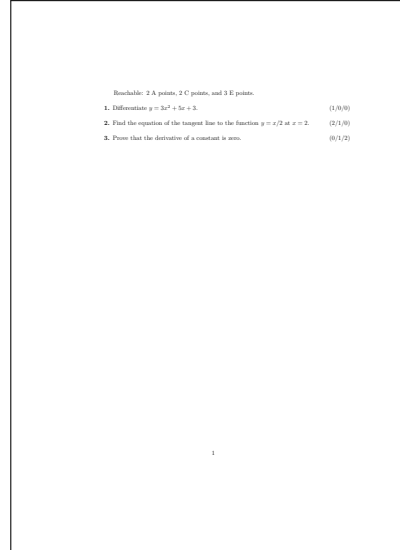 Reachable: 2 A points, 2 C points, and 3 E points.
1. Differentiate y = 3x² + 5x + 3. (1/0/0)
2. Find the equation of the tangent line to the function y = x/2 at x = 2. (2/1/0)
3. Prove that the derivative of a constant is zero. (0/1/2)
1